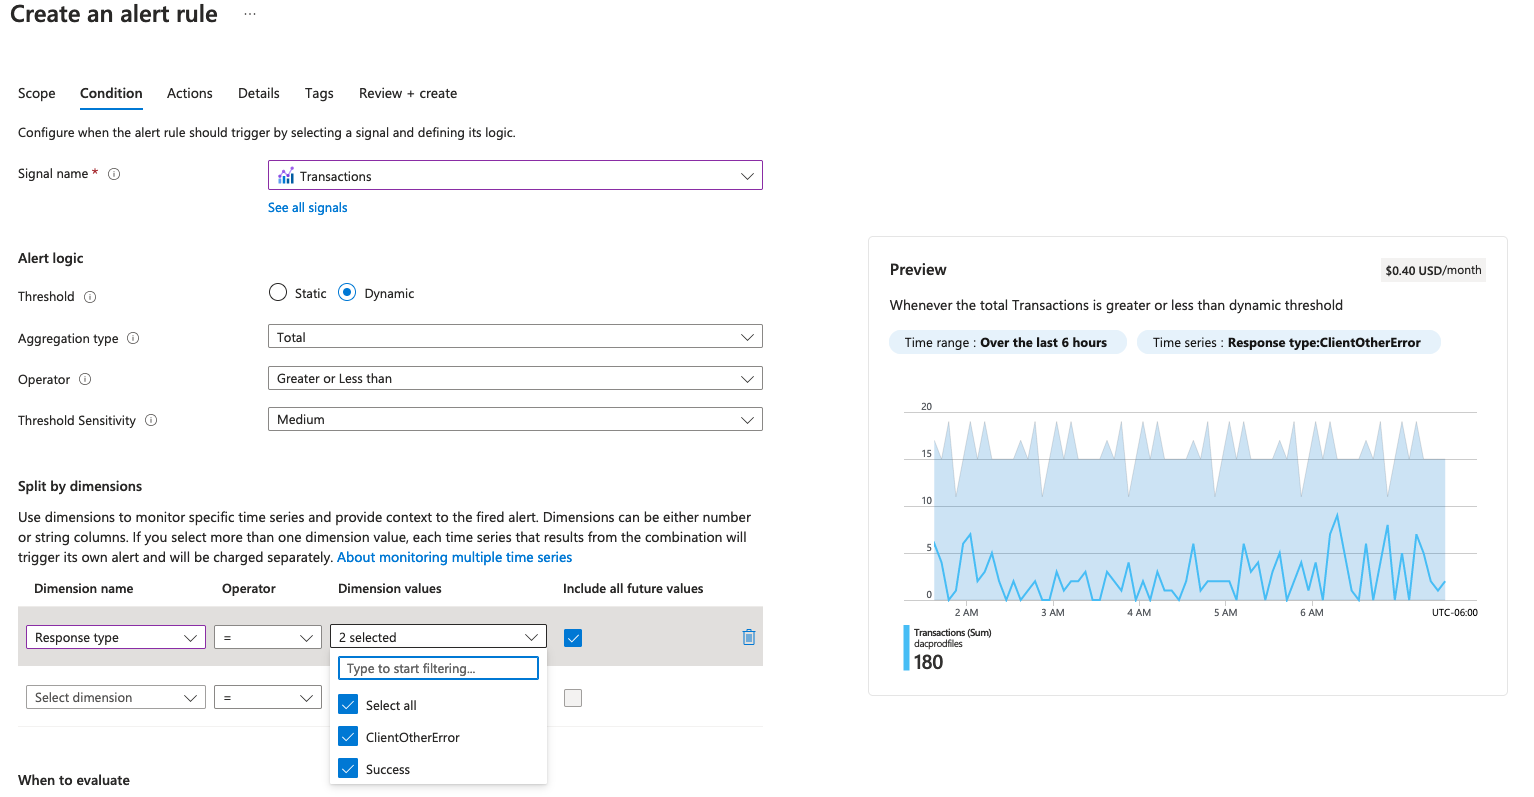 Create an alert rule ...
Scope Condition Actions Details Tags Review + create
Configure when the alert rule should trigger by selecting a signal and defining its logic.
Signal name * Transactions
See all signals
Alert logic
Threshold Static Dynamic
Aggregation type Total
Operator Greater or Less than
Threshold Sensitivity Medium
Split by dimensions
Use dimensions to monitor specific time series and provide context to the fired alert. Dimensions can be either number
or string columns. If you select more than one dimension value, each time series that results from the combination will
trigger its own alert and will be charged separately. About monitoring multiple time series
Dimension name Operator Dimension values Include all future values
Response type = 2 selected
Type to start filtering...
Select dimension =
Select all
ClientOtherError
Success
When to evaluate
Preview $0.40 USD/month
Whenever the total Transactions is greater or less than dynamic threshold
Time range : Over the last 6 hours Time series : Response type:ClientOtherError
20
15
10
5
0
2 AM 3 AM 4 AM 5 AM 6 AM UTC-06:00
Transactions (Sum)
dacprodfiles
180